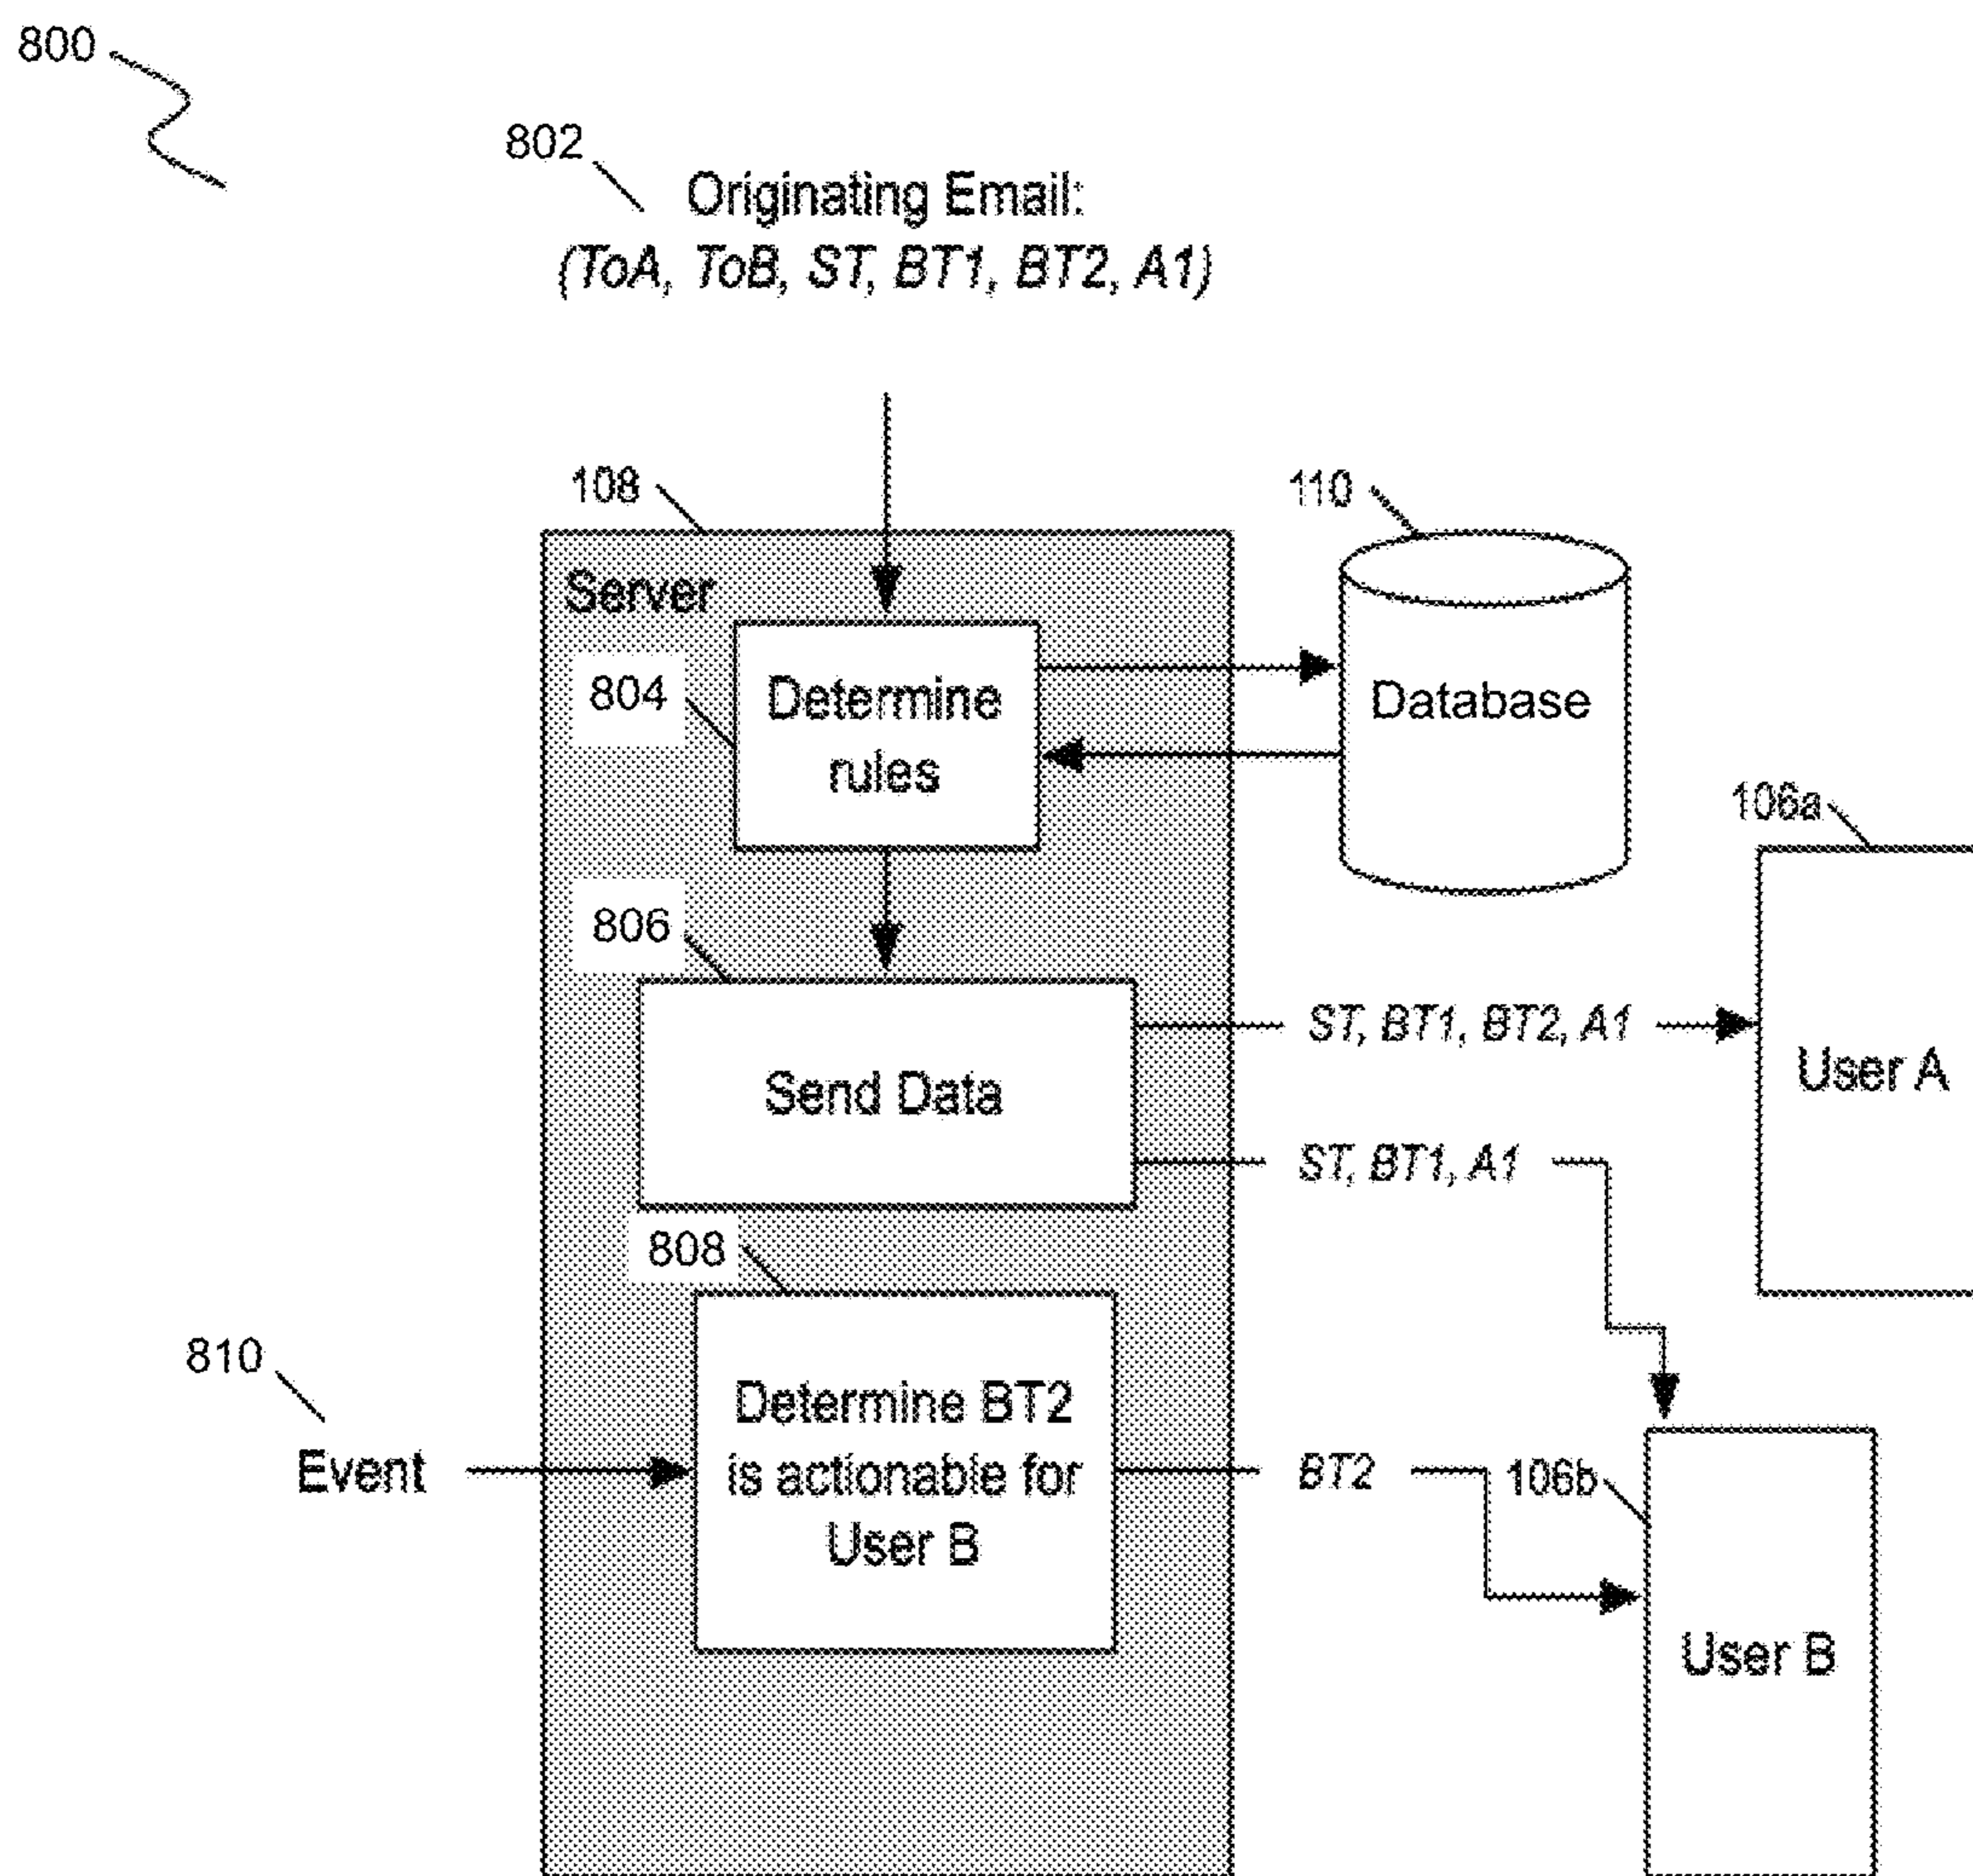 800
802
Originating Email:
(ToA, ToB, ST, BT1, BT2, A1)
108
110
Server
804
Determine
rules
Database
106a
806
Send Data
ST, BT1, BT2, A1
User A
ST, BT1, A1
808
810
Event
Determine BT2
is actionable for
User B
BT2
106b
User B